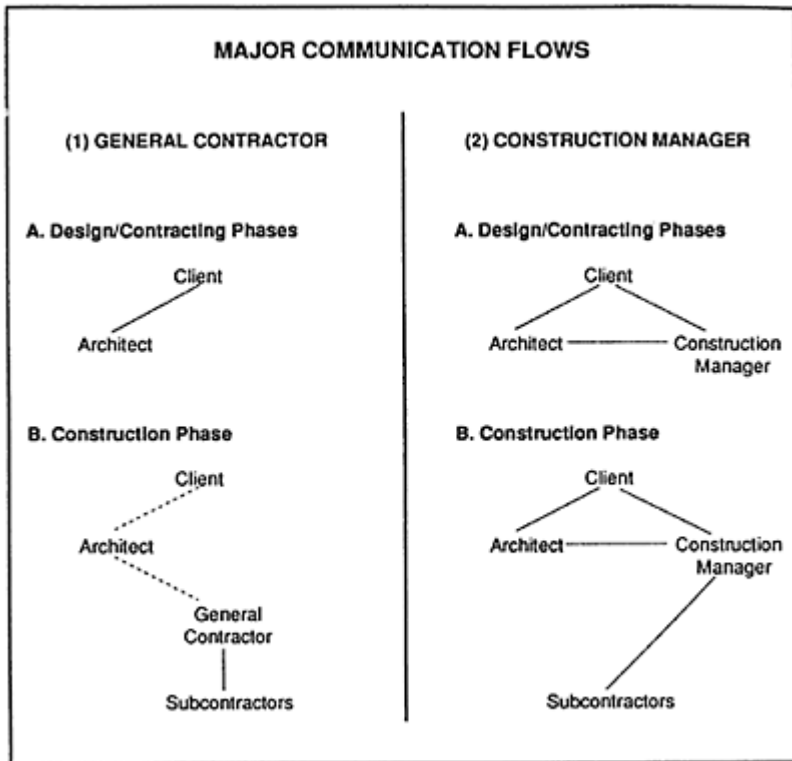 MAJOR COMMUNICATION FLOWS
(1) GENERAL CONTRACTOR
A. Design/Contracting Phases
Client
Architect
B. Construction Phase
Client
Architect
General
Contractor
Subcontractors
(2) CONSTRUCTION MANAGER
A. Design/Contracting Phases
Client
Architect
Construction
Manager
B. Construction Phase
Client
Architect
Construction
Manager
Subcontractors